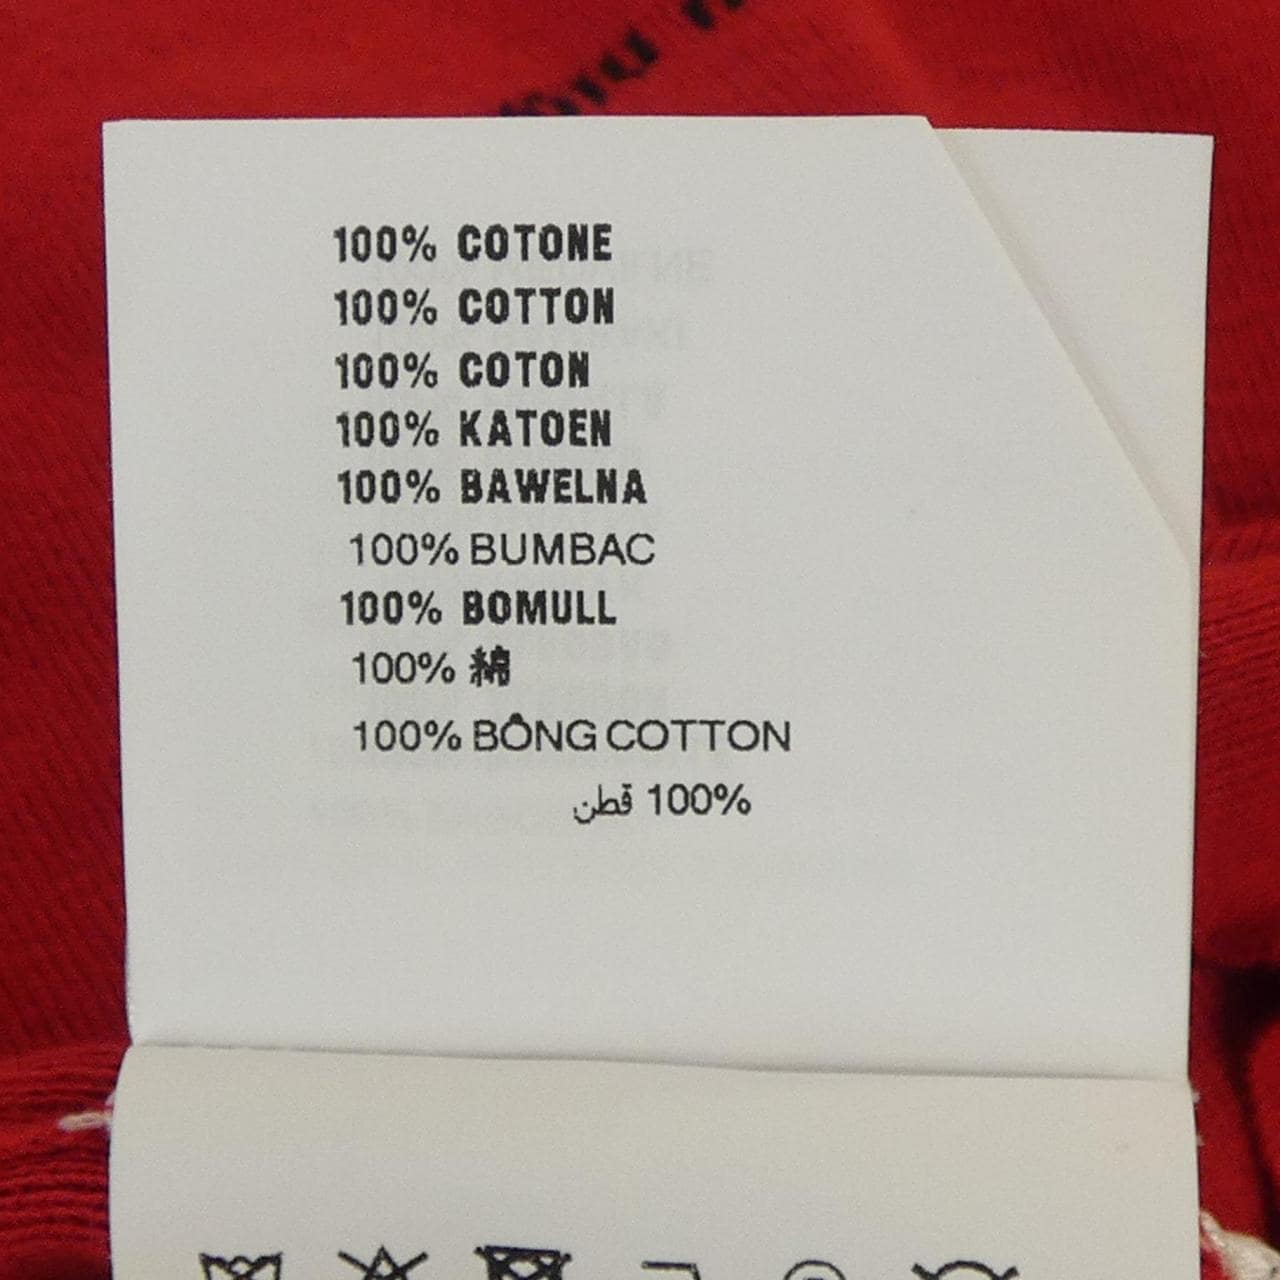 100% COTONE
100% COTTON
100% COTON
100% KATOEN
100% BAWELNA
100% BUMBAC
100% BOMULL
100% 綿
100% BÔNG COTTON
100% قطن